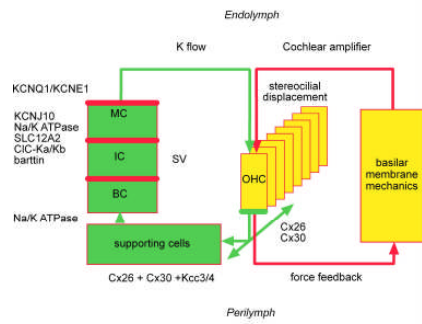 Endolymph
K flow
Cochlear amplifier
KCNQ1/KCNE1
MC
KCNJ10
Na/K ATPase
SLC12A2
ClC-Ka/Kb
barttin
IC
SV
BC
stereocilial
displacement
OHC
basilar
membrane
mechanics
Na/K ATPase
supporting cells
Cx26
Cx30
Cx26 + Cx30 +Kcc3/4
force feedback
Perilymph